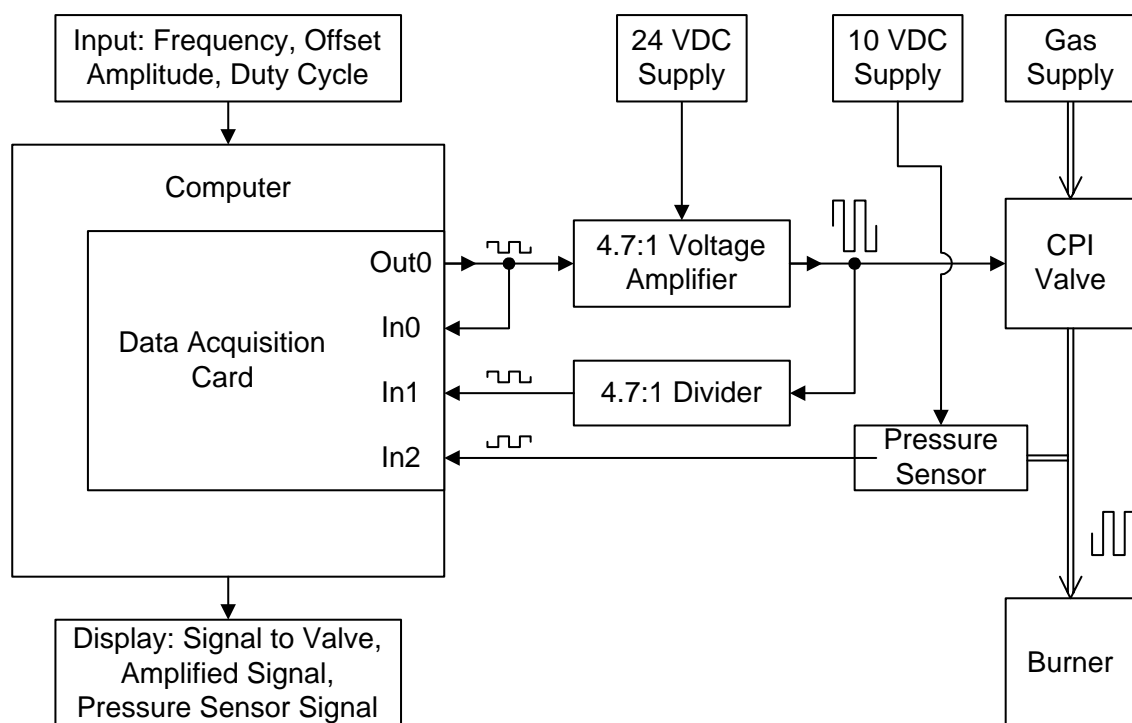 Input: Frequency, Offset
Amplitude, Duty Cycle
24 VDC
Supply
10 VDC
Supply
Gas
Supply
Computer
Data Acquisition
Card
Out0
In0
In1
In2
4.7:1 Voltage
Amplifier
4.7:1 Divider
CPI
Valve
Pressure
Sensor
Burner
Display: Signal to Valve,
Amplified Signal,
Pressure Sensor Signal